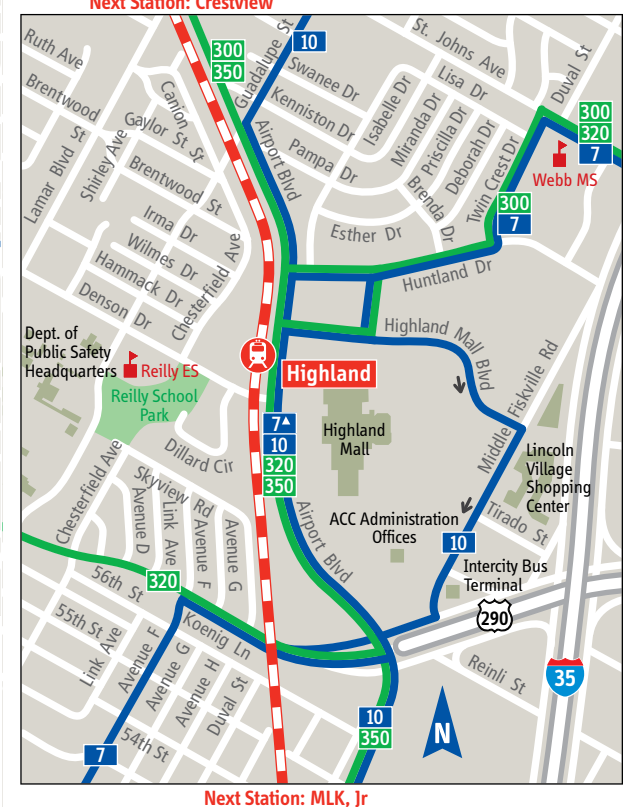 Next Station: Crestview
Ruth Ave
Brentwood
St
Gaylor St
Canion
St
Shirley Ave
Lamar Blvd
Brentwood St
Irma Dr
Wilmes Dr
Hammack Dr
Denson Dr
Chesterfield Ave
300
350
Guadalupe St
10
Swanee Dr
Kenniston Dr
Pampa Dr
Airport Blvd
Isabelle Dr
Miranda Dr
Priscilla Dr
Deborah Dr
Brenda Dr
Twin Crest Dr
St. Johns Ave
Lisa Dr
Duval St
300
320
7
Webb MS
300
7
Esther Dr
Huntland Dr
Highland Mall Blvd
Middle Fiskville Rd
Dept. of
Public Safety
Headquarters
Reilly ES
Reilly School
Park
Highland
7▲
10
320
350
Highland
Mall
Lincoln
Village
Shopping
Center
Dillard Cir
Chesterfield Ave
Skyview Rd
Avenue D
Link Ave
Avenue F
Avenue G
Airport Blvd
ACC Administration
Offices
Tirado St
10
Intercity Bus
Terminal
290
320
56th St
55th St
Link Ave
Avenue F
Avenue G
Avenue H
Duval St
Koenig Ln
54th St
7
Reinli St
35
10
350
N
Next Station: MLK, Jr